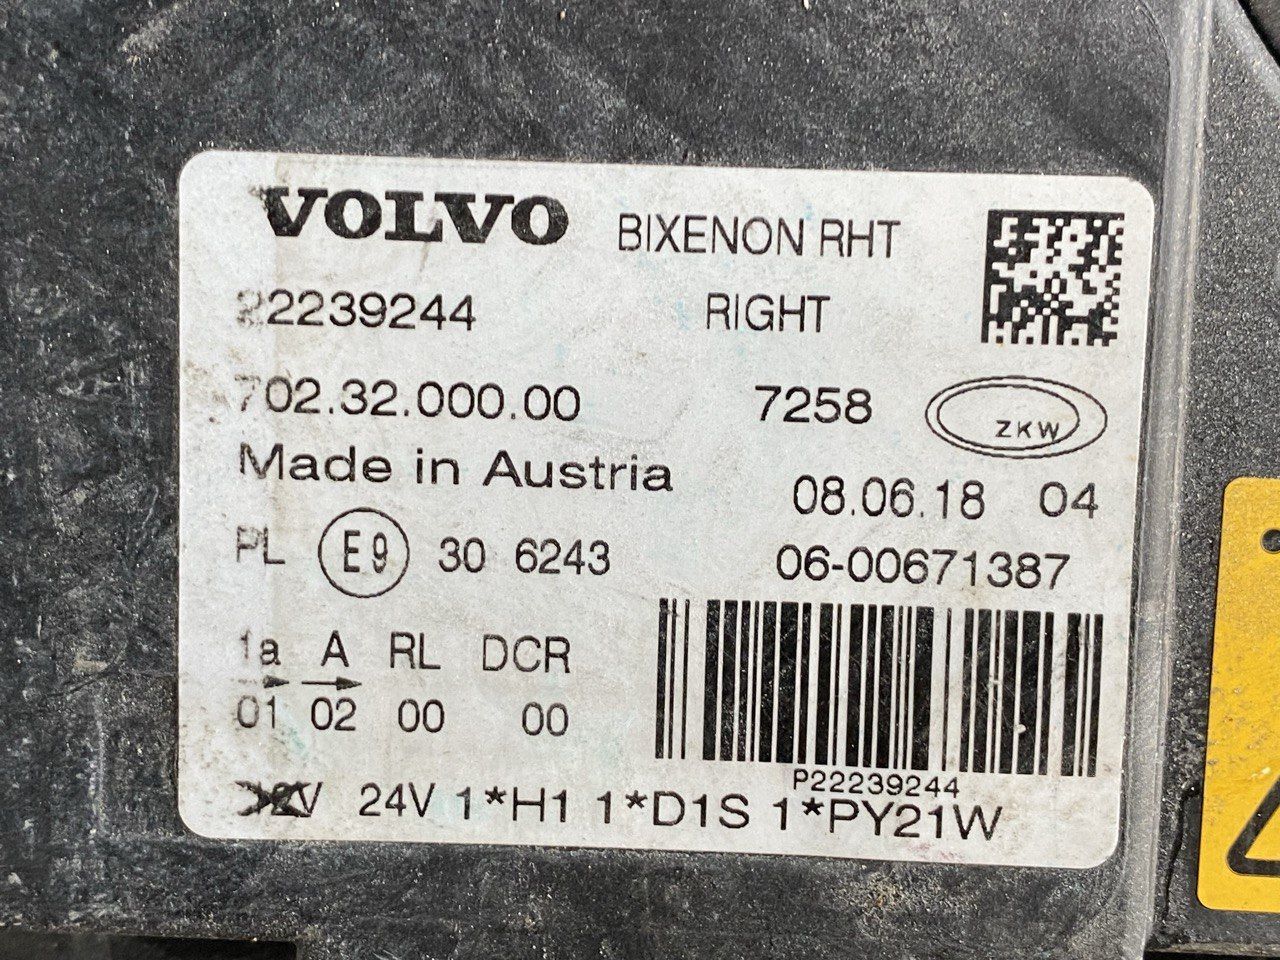 VOLVO BIXENON RHT
22239244 RIGHT
702.32.000.00 7258 ZKW
Made in Austria 08.06.18 04
PL E9 30 6243 06-00671387
1a A RL DCR
01 02 00 00
P22239244
12V 24V 1*H1 1*D1S 1*PY21W